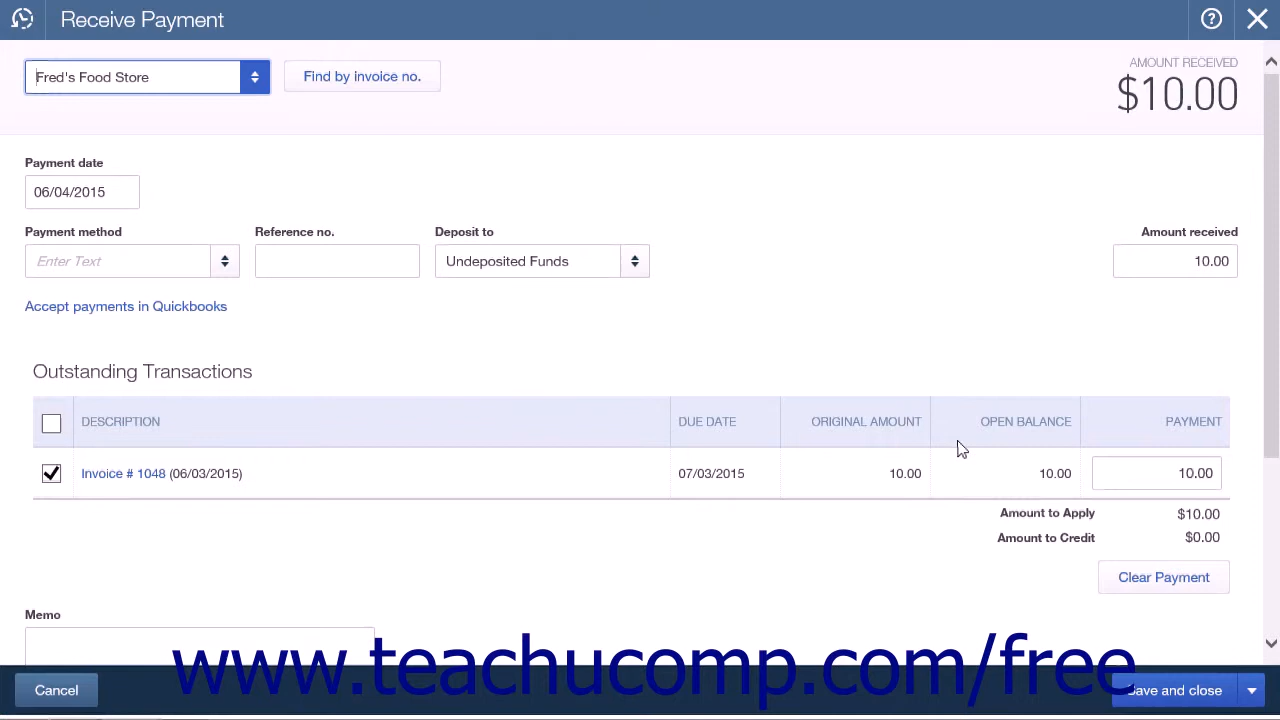 Receive Payment
Fred's Food Store
Find by invoice no.
AMOUNT RECEIVED
$10.00
Payment date
06/04/2015
Payment method
Reference no.
Deposit to
Amount received
Enter Text
Undeposited Funds
10.00
Accept payments in Quickbooks
Outstanding Transactions
DESCRIPTION DUE DATE ORIGINAL AMOUNT OPEN BALANCE PAYMENT
Invoice # 1048 (06/03/2015) 07/03/2015 10.00 10.00 10.00
Amount to Apply $10.00
Amount to Credit $0.00
Clear Payment
Memo
www.teachucomp.com/free
Cancel
Save and close